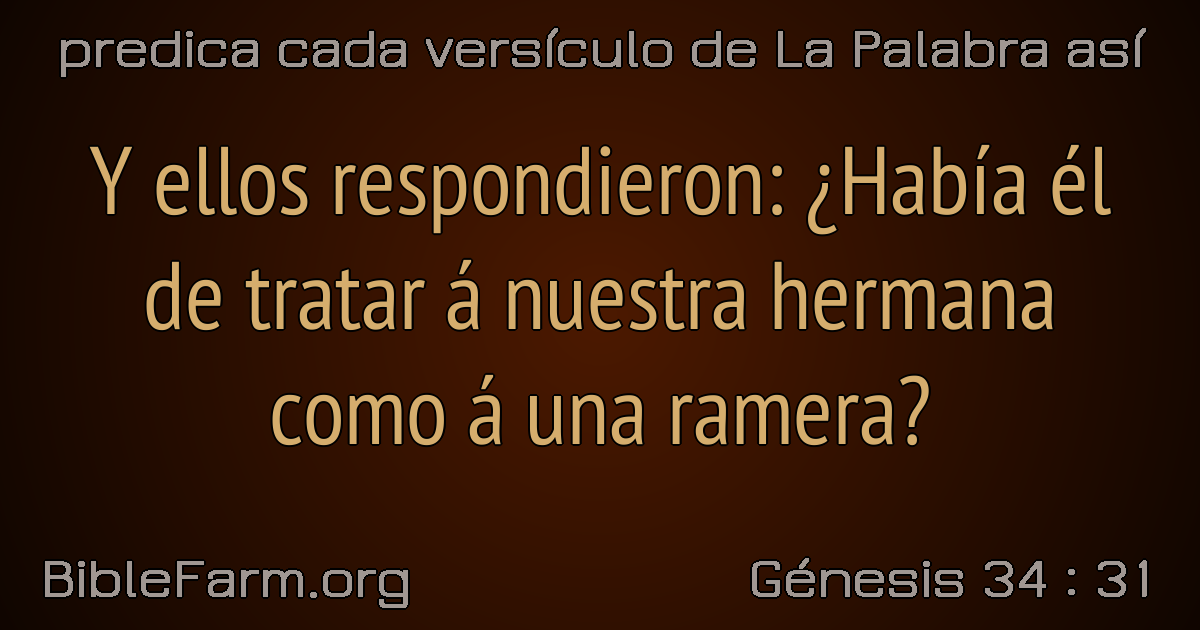 predica cada versículo de La Palabra así
Y ellos respondieron: ¿Había él
de tratar á nuestra hermana
como á una ramera?
BibleFarm.org
Génesis 34 : 31